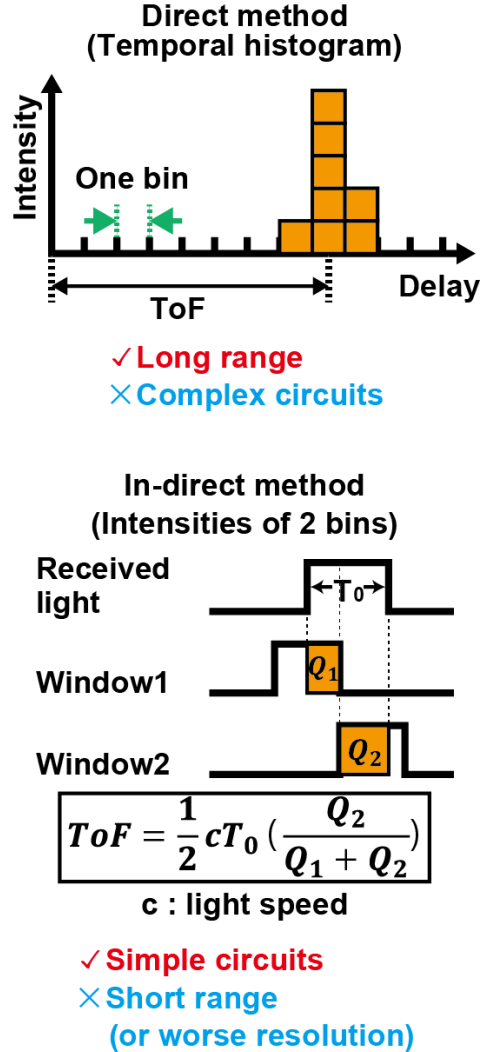 Direct method
(Temporal histogram)
Intensity
One bin
ToF
Delay
✓Long range
×Complex circuits
In-direct method
(Intensities of 2 bins)
Received
light
T₀
Window1
Q₁
Window2
Q₂
ToF = 1/2 cT₀ (Q₂ / (Q₁ + Q₂))
c : light speed
✓Simple circuits
×Short range
(or worse resolution)